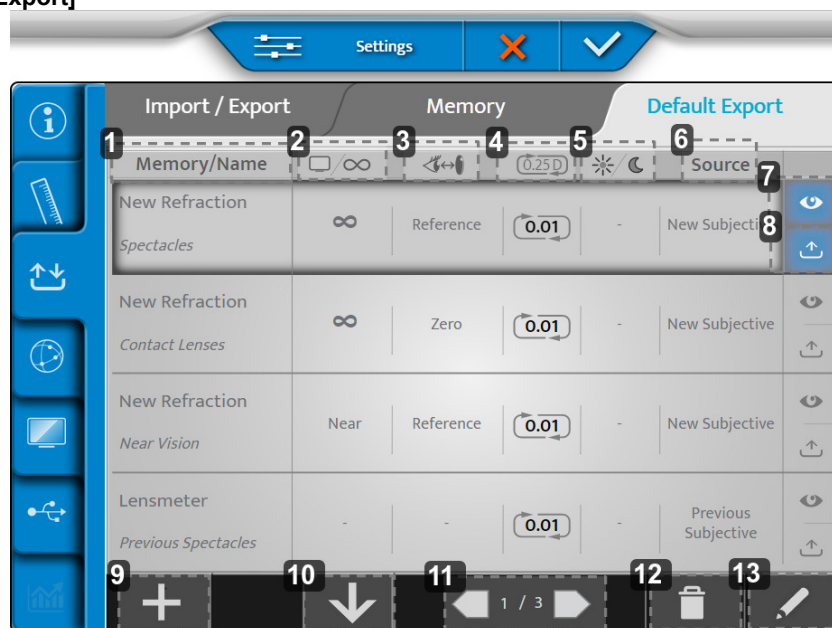 Export]
Settings
Import / Export Memory Default Export
1 2 3 4 5 6
Memory/Name 0.25 D Source
7
New Refraction
Spectacles
∞ Reference 0.01 - New Subjecti
8
New Refraction
Contact Lenses
∞ Zero 0.01 - New Subjective
New Refraction
Near Vision
Near Reference 0.01 - New Subjective
Lensmeter
Previous Spectacles
- - 0.01 - Previous
Subjective
9 10 11 12 13
1 / 3